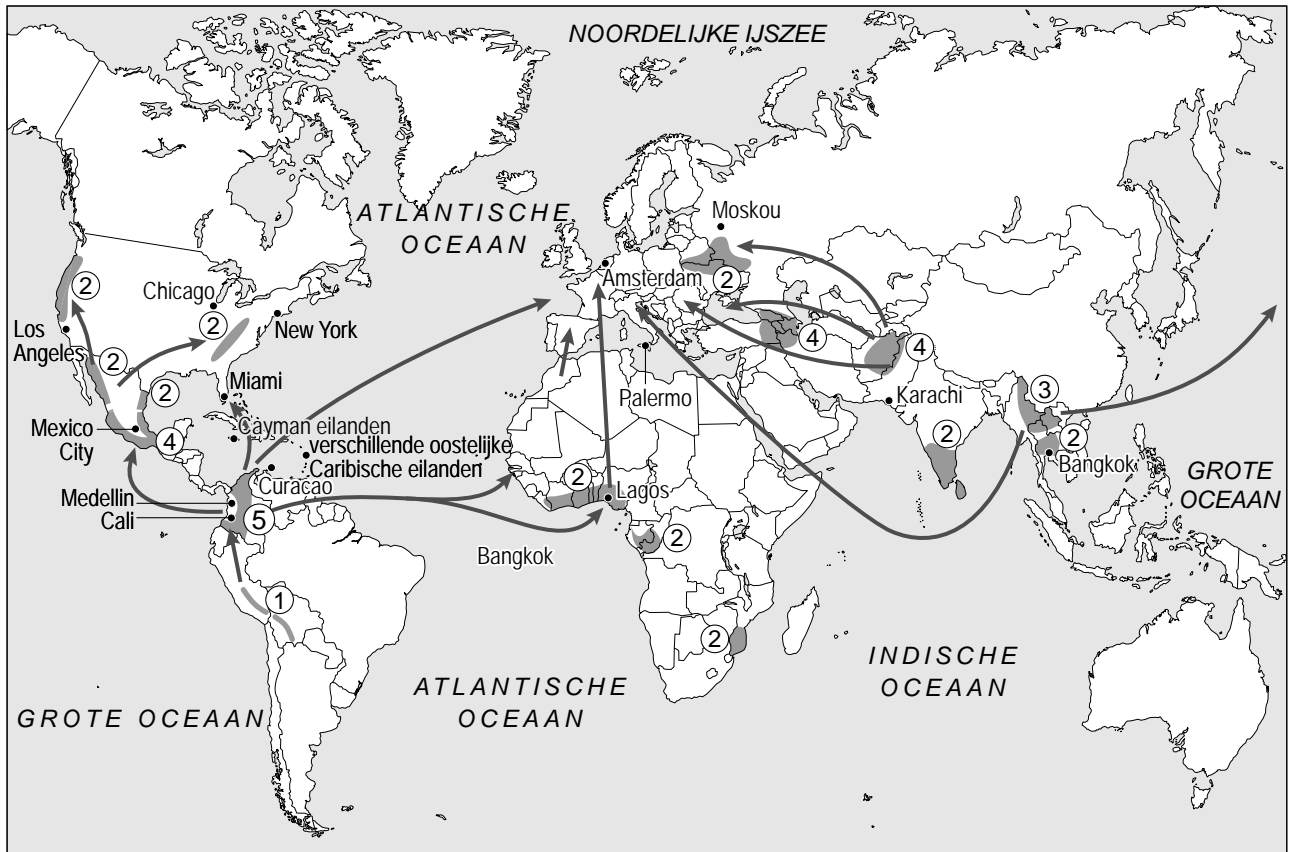 NOORDELIJKE IJSZEE
ATLANTISCHE
OCEAAN
Moskou
Amsterdam
2
Chicago
2
2
New York
Los
Angeles
2
2
4
4
Miami
Palermo
Karachi
3
Mexico
City
4
Cayman eilanden
verschillende oostelijke
Caribische eilanden
2
2
Bangkok
GROTE
OCEAAN
Curacao
2
Lagos
Medellin
Cali
5
Bangkok
2
1
2
INDISCHE
OCEAAN
ATLANTISCHE
OCEAAN
GROTE OCEAAN